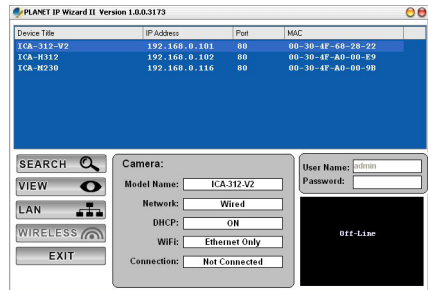 PLANET IP Wizard II Version 1.0.0.3173
Device Title IP Address Port MAC
ICA-312-V2 192.168.0.101 80 00-30-4F-68-28-22
ICA-H312 192.168.0.102 80 00-30-4F-A0-00-E9
ICA-M230 192.168.0.116 80 00-30-4F-A0-00-9B
SEARCH
VIEW
LAN
WIRELESS
EXIT
Camera:
Model Name: ICA-312-V2
Network: Wired
DHCP: ON
WiFi: Ethernet Only
Connection: Not Connected
User Name: admin
Password:
Off-Line